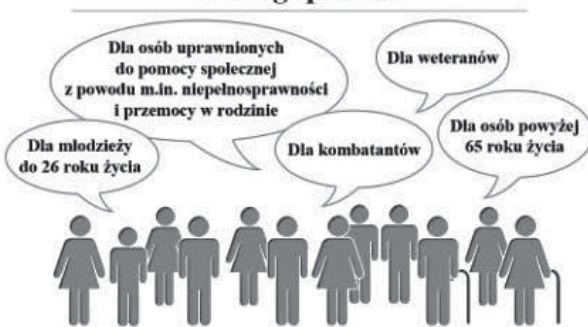 Dla osób uprawnionych
do pomocy społecznej
z powodu m.in. niepełnosprawności
i przemocy w rodzinie
Dla weteranów
Dla młodzieży
do 26 roku życia
Dla kombatantów
Dla osób powyżej
65 roku życia